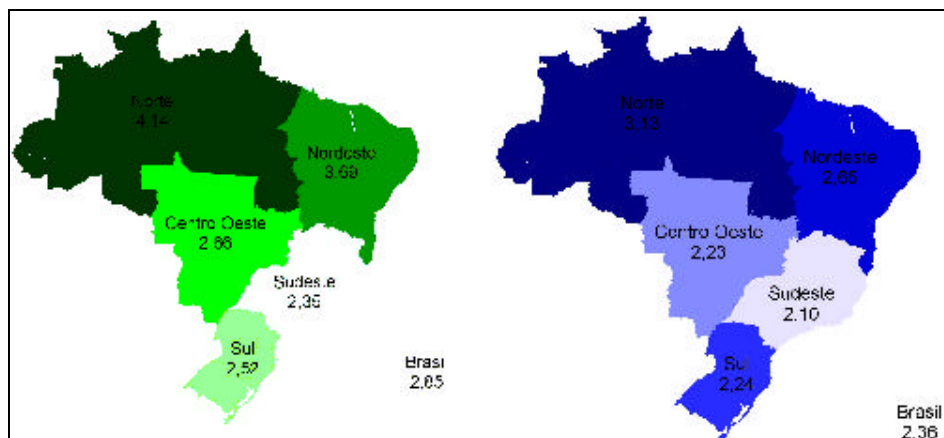 Norte
4,14
Nordeste
3,69
Centro Oeste
2,86
Sudeste
2,35
Sul
2,52
Brasil
2,85
Norte
3,13
Nordeste
2,65
Centro Oeste
2,23
Sudeste
2,10
Sul
2,24
Brasil
2,36